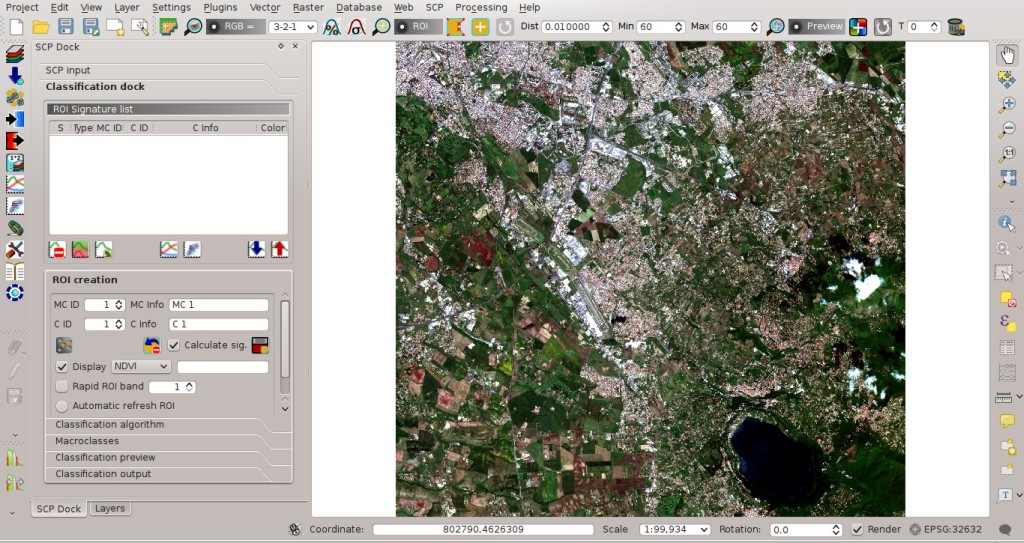 Project Edit View Layer Settings Plugins Vector Raster Database Web SCP Processing Help
RGB = 3-2-1 ROI Dist 0.010000 Min 60 Max 60 Preview T 0
SCP Dock
SCP input
Classification dock
ROI Signature list
S Type MC ID C ID C Info Color
ROI creation
MC ID 1 MC Info MC 1
C ID 1 C Info C 1
Calculate sig.
Display NDVI
Rapid ROI band 1
Automatic refresh ROI
Classification algorithm
Macroclasses
Classification preview
Classification output
SCP Dock Layers
Coordinate: 802790,4626309 Scale 1:99,934 Rotation: 0.0 Render EPSG:32632